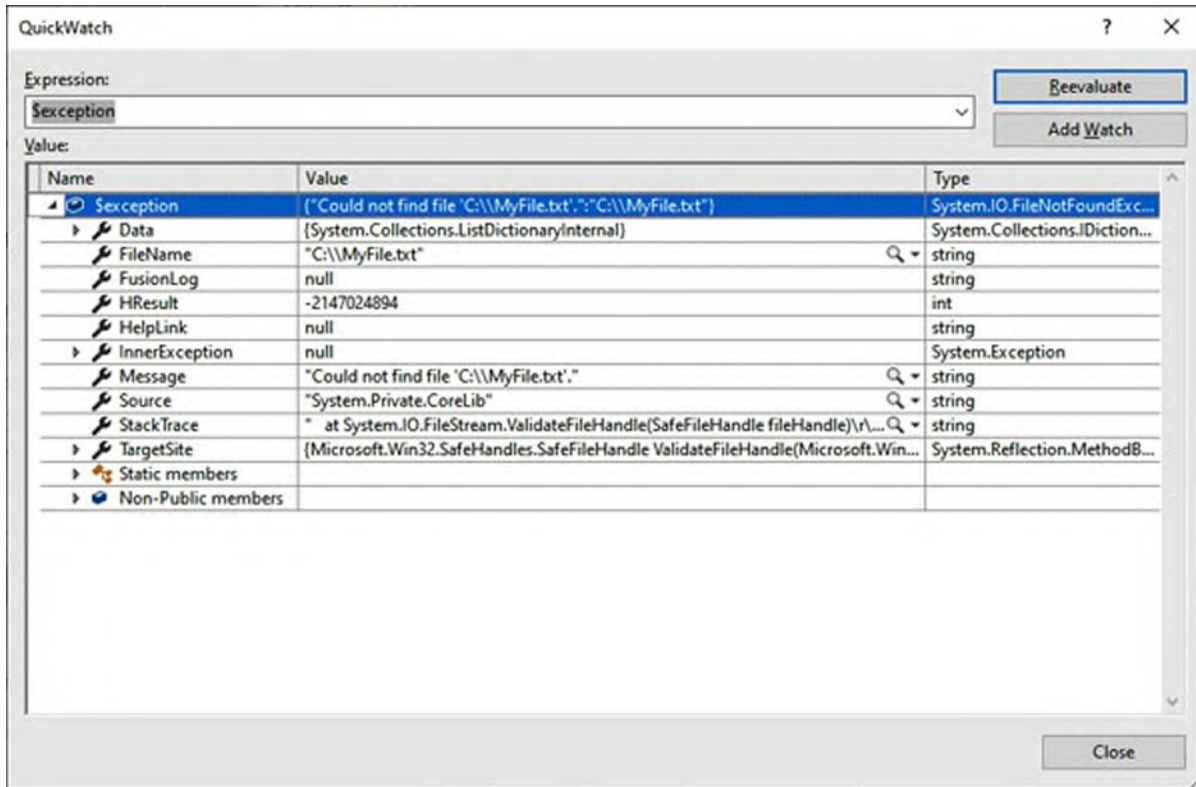 QuickWatch ? ×
Expression:
Reevaluate
$exception
Add Watch
Value:
Name Value Type
$exception {"Could not find file 'C:\\MyFile.txt'.":"C:\\MyFile.txt"} System.IO.FileNotFoundExc...
Data {System.Collections.ListDictionaryInternal} System.Collections.IDiction...
FileName "C:\\MyFile.txt" string
FusionLog null string
HResult -2147024894 int
HelpLink null string
InnerException null System.Exception
Message "Could not find file 'C:\\MyFile.txt'." string
Source "System.Private.CoreLib" string
StackTrace "   at System.IO.FileStream.ValidateFileHandle(SafeFileHandle fileHandle)\r\... string
TargetSite {Microsoft.Win32.SafeHandles.SafeFileHandle ValidateFileHandle(Microsoft.Win... System.Reflection.MethodB...
Static members
Non-Public members
Close